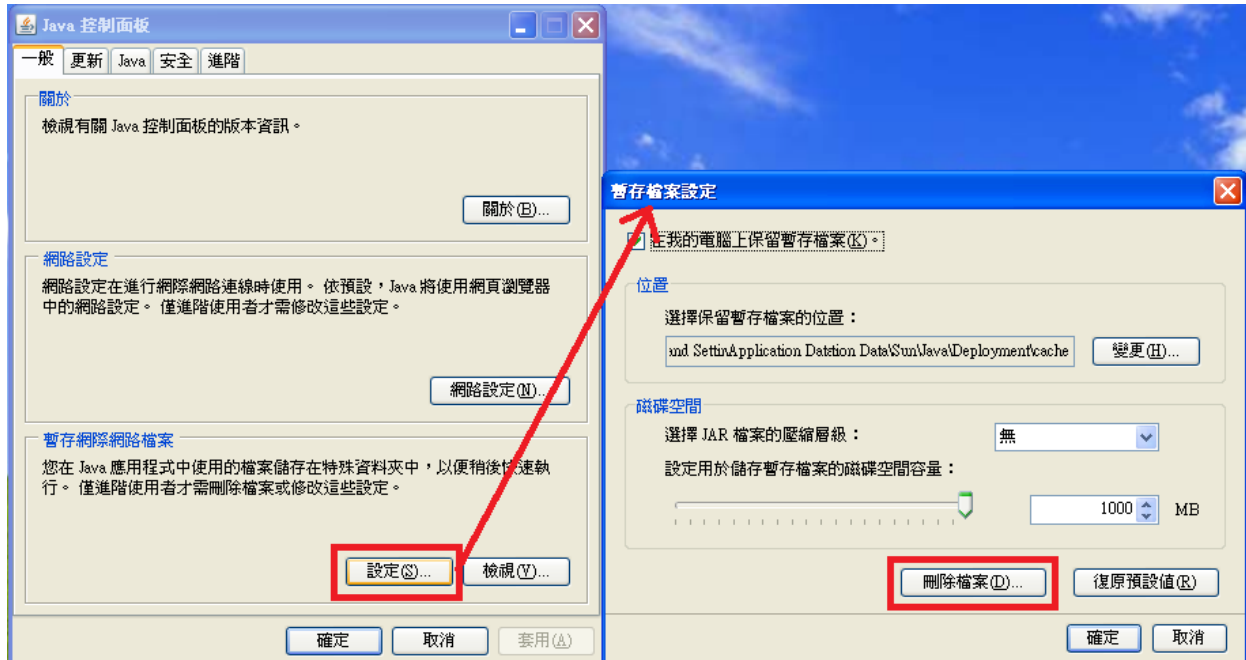 Java 控制面板
一般 更新 Java 安全 進階
關於
檢視有關 Java 控制面板的版本資訊。
關於(B)...
網路設定
網路設定在進行網際網路連線時使用。 依預設，Java 將使用網頁瀏覽器
中的網路設定。 僅進階使用者才需修改這些設定。
網路設定(N)...
暫存網際網路檔案
您在 Java 應用程式中使用的檔案儲存在特殊資料夾中，以便稍後快速執
行。 僅進階使用者才需刪除檔案或修改這些設定。
設定(S)... 檢視(V)...
確定 取消 套用(A)
暫存檔案設定
在我的電腦上保留暫存檔案(K)。
位置
選擇保留暫存檔案的位置：
and Settin\Application Datstion Data\Sun\Java\Deployment\cache 變更(H)...
磁碟空間
選擇 JAR 檔案的壓縮層級： 無
設定用於儲存暫存檔案的磁碟空間容量：
1000 MB
刪除檔案(D)... 復原預設值(R)
確定 取消